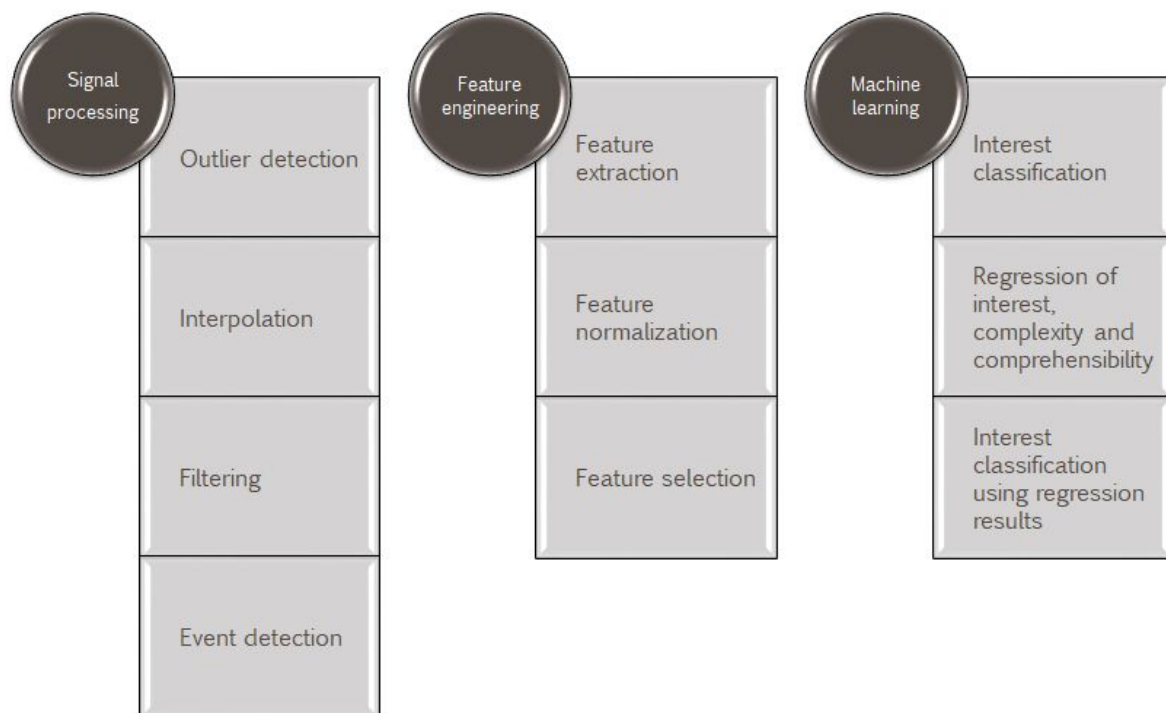 Signal
processing
Outlier detection
Interpolation
Filtering
Event detection
Feature
engineering
Feature
extraction
Feature
normalization
Feature selection
Machine
learning
Interest
classification
Regression of
interest,
complexity and
comprehensibility
Interest
classification
using regression
results